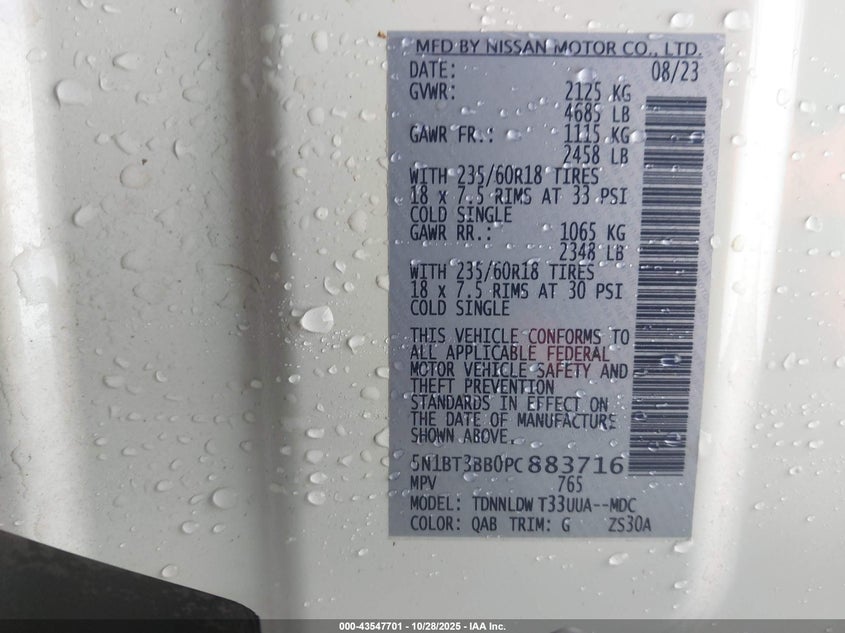 MFD BY NISSAN MOTOR CO., LTD.
DATE: 08/23
GVWR: 2125 KG
4685 LB
GAWR FR.: 1115 KG
2458 LB
WITH 235/60R18 TIRES
18 x 7.5 RIMS AT 33 PSI
COLD SINGLE
GAWR RR.: 1065 KG
2348 LB
WITH 235/60R18 TIRES
18 x 7.5 RIMS AT 30 PSI
COLD SINGLE
THIS VEHICLE CONFORMS TO
ALL APPLICABLE FEDERAL
MOTOR VEHICLE SAFETY AND
THEFT PREVENTION
STANDARDS IN EFFECT ON
THE DATE OF MANUFACTURE
SHOWN ABOVE.
5N1BT3BB0PC883716
MPV 765
MODEL: TDNNLDW T33UUA--MDC
COLOR: QAB TRIM: G ZS30A
000-43547701 - 10/28/2025 - IAA Inc.